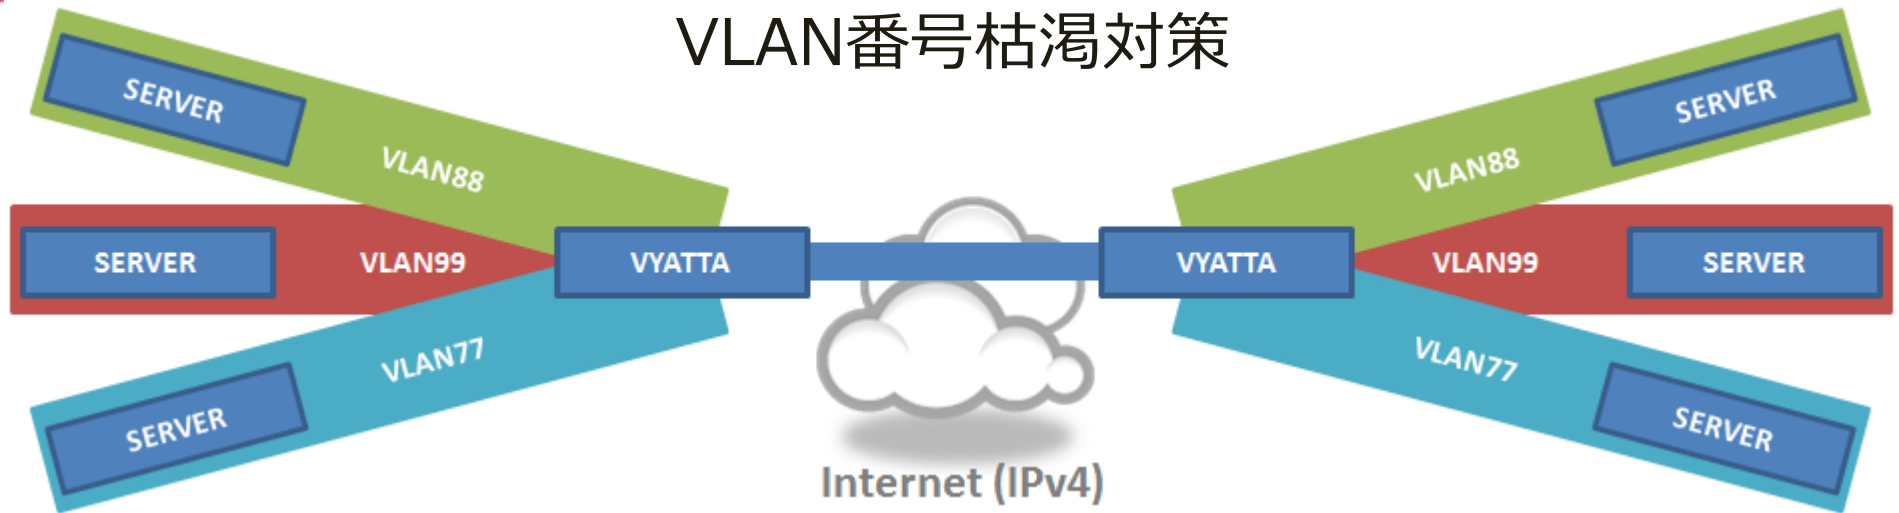 VLAN番号枯渇対策
SERVER
VLAN88
SERVER
VLAN99
VYATTA
SERVER
VLAN77
VYATTA
VLAN88
SERVER
VLAN99
SERVER
VLAN77
SERVER
Internet (IPv4)